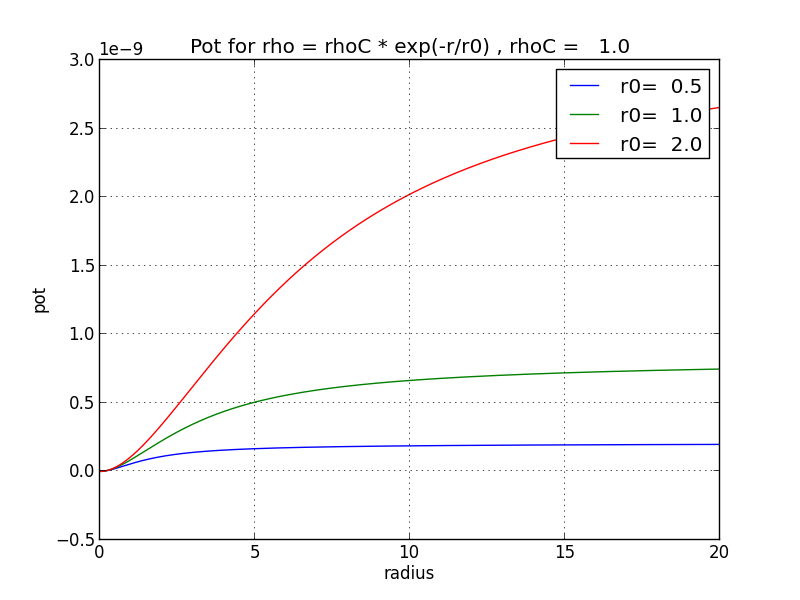 Pot for rho = rhoC * exp(-r/r0) , rhoC =   1.0
1e−9
3.0
2.5
2.0
1.5
1.0
0.5
0.0
−0.5
pot
r0=  0.5
r0=  1.0
r0=  2.0
0 5 10 15 20
radius